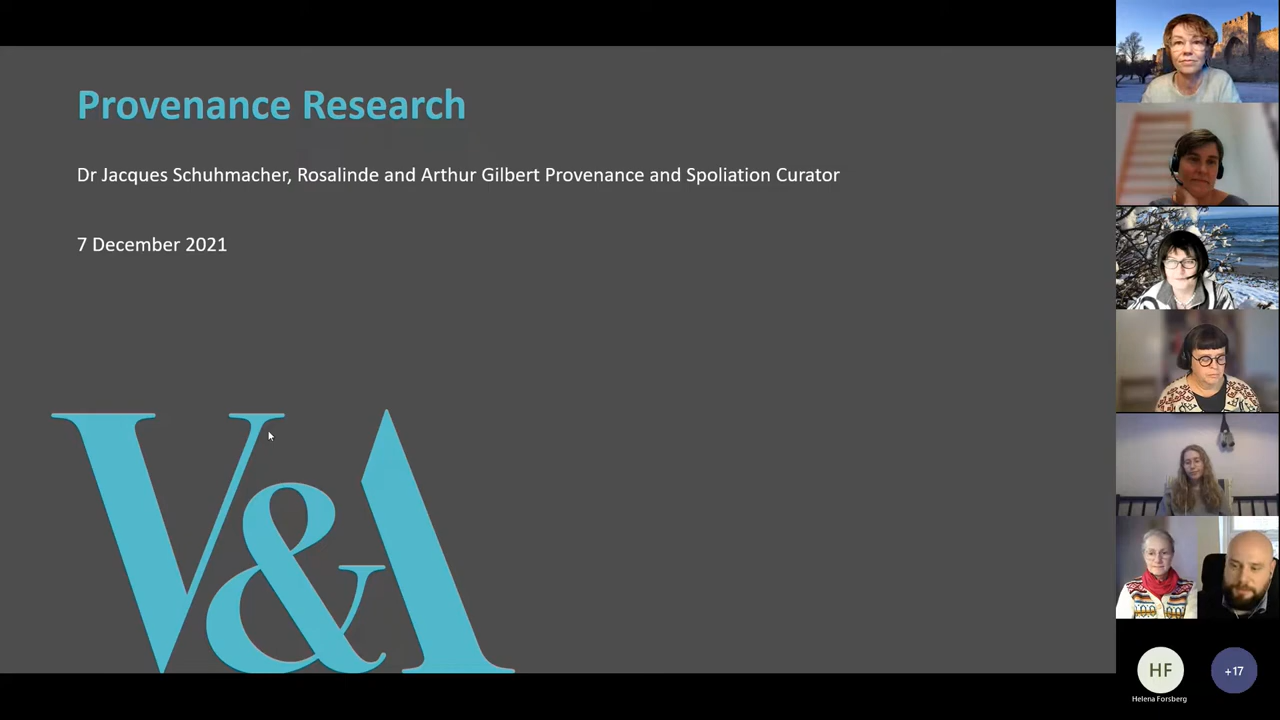 Provenance Research
Dr Jacques Schuhmacher, Rosalinde and Arthur Gilbert Provenance and Spoliation Curator
7 December 2021
V&A
HF
+17
Helena Forsberg